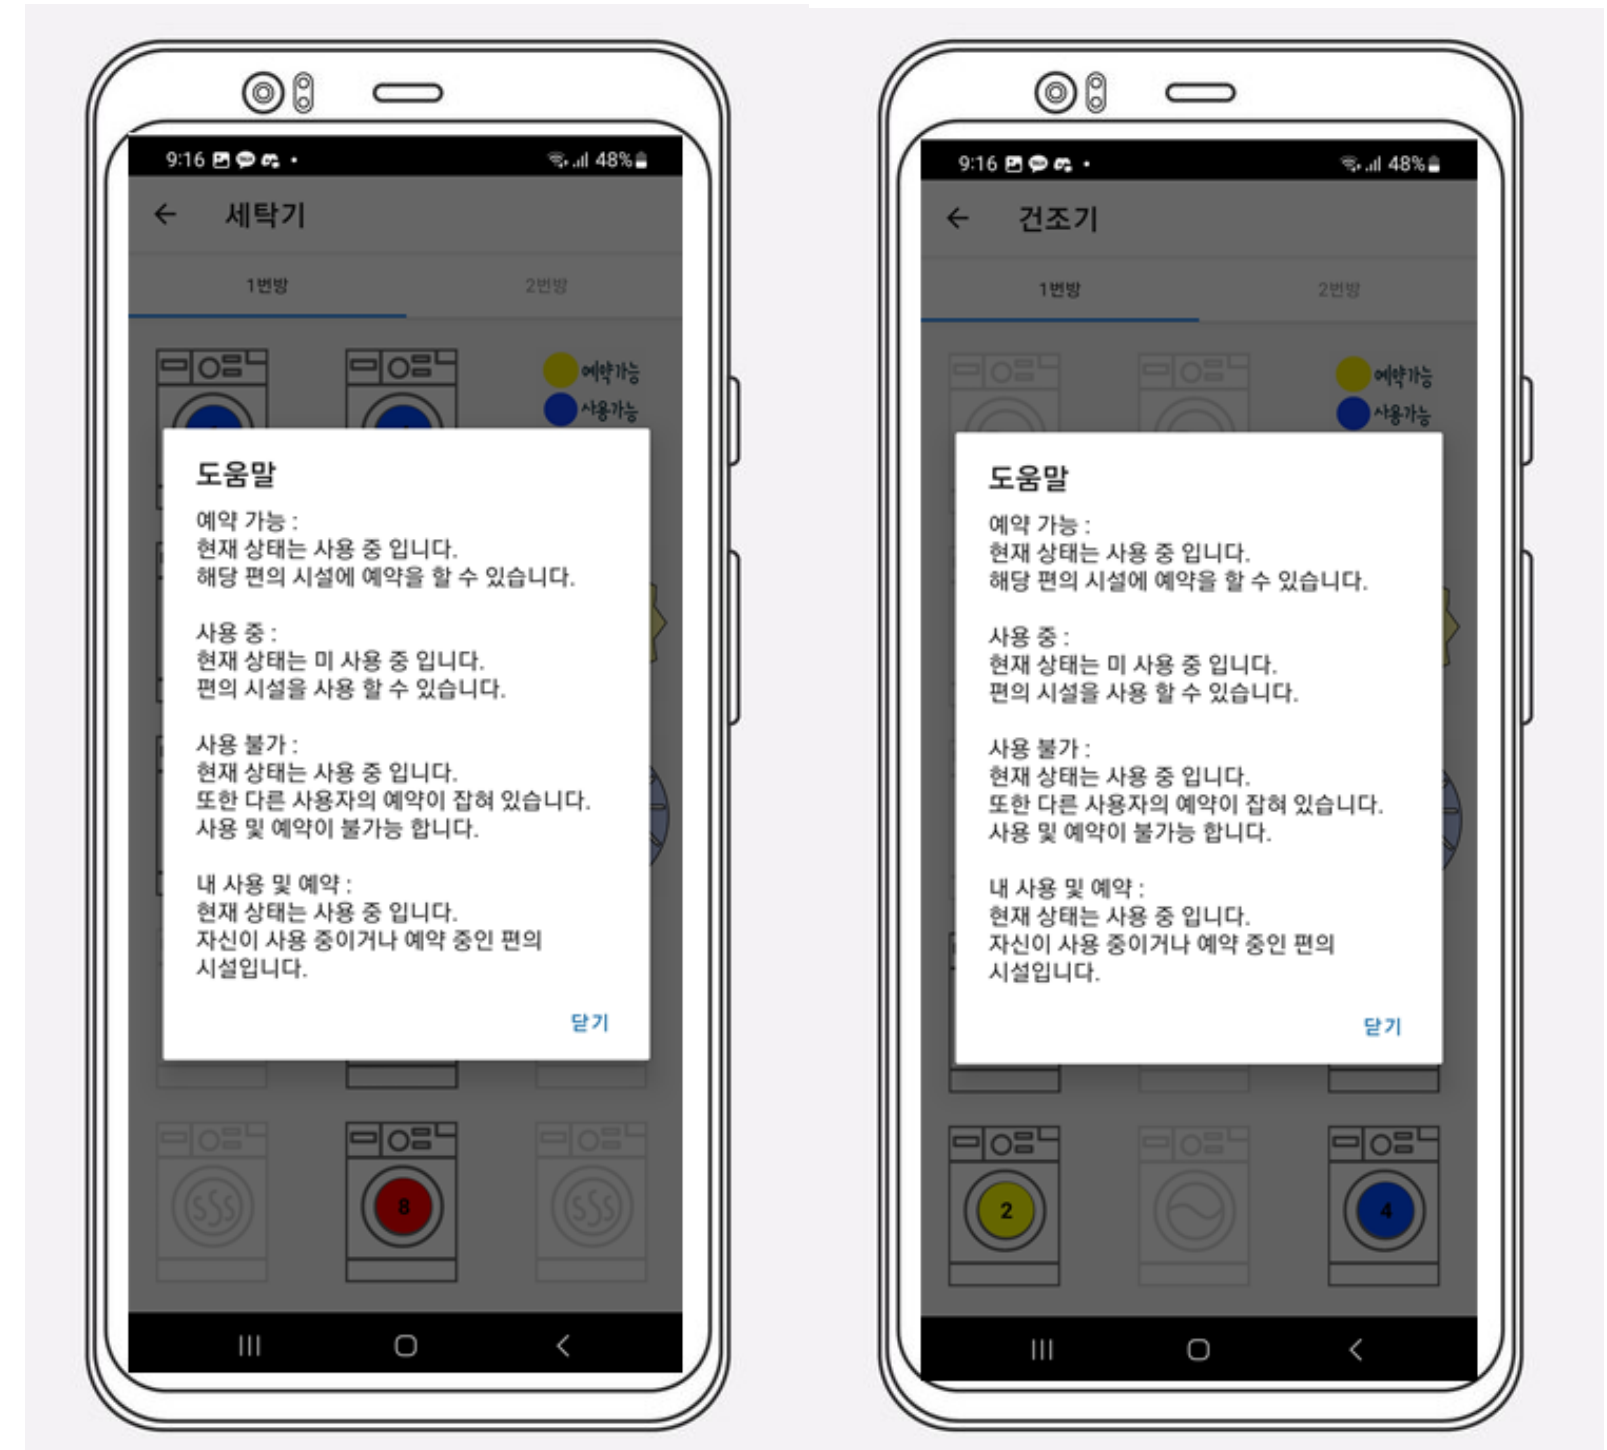 9:16
48%
세탁기
1번방
2번방
예약가능
사용가능
도움말
예약 가능 :
현재 상태는 사용 중 입니다.
해당 편의 시설에 예약을 할 수 있습니다.
사용 중 :
현재 상태는 미 사용 중 입니다.
편의 시설을 사용 할 수 있습니다.
사용 불가 :
현재 상태는 사용 중 입니다.
또한 다른 사용자의 예약이 잡혀 있습니다.
사용 및 예약이 불가능 합니다.
내 사용 및 예약 :
현재 상태는 사용 중 입니다.
자신이 사용 중이거나 예약 중인 편의
시설입니다.
닫기
8
9:16
48%
건조기
1번방
2번방
예약가능
사용가능
도움말
예약 가능 :
현재 상태는 사용 중 입니다.
해당 편의 시설에 예약을 할 수 있습니다.
사용 중 :
현재 상태는 미 사용 중 입니다.
편의 시설을 사용 할 수 있습니다.
사용 불가 :
현재 상태는 사용 중 입니다.
또한 다른 사용자의 예약이 잡혀 있습니다.
사용 및 예약이 불가능 합니다.
내 사용 및 예약 :
현재 상태는 사용 중 입니다.
자신이 사용 중이거나 예약 중인 편의
시설입니다.
닫기
2
4